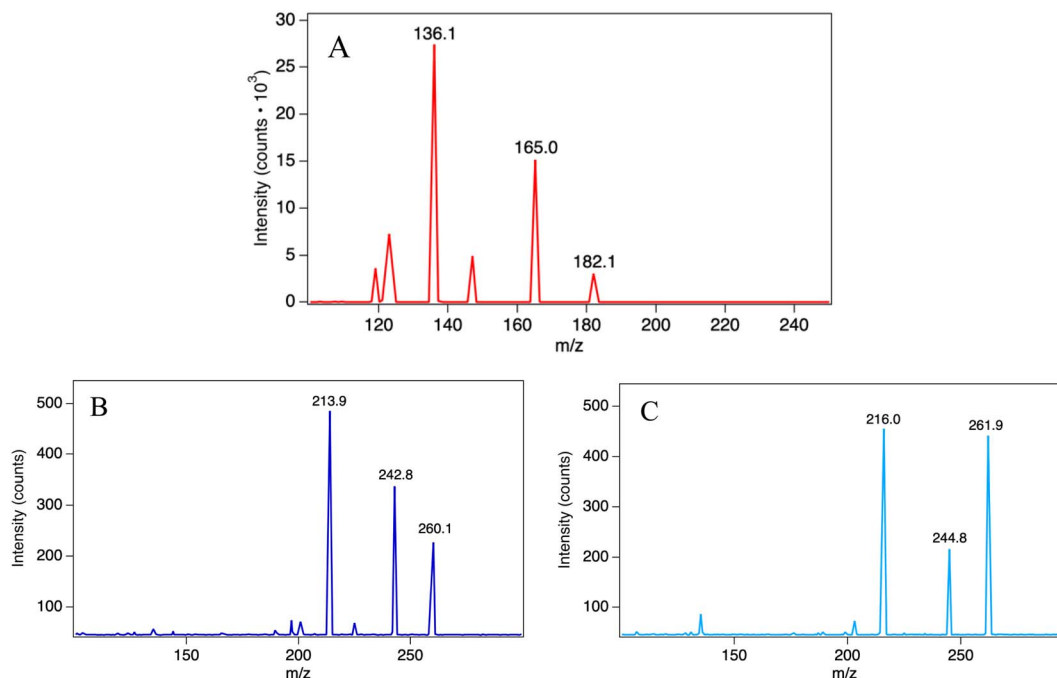 A
Intensity (counts • 10³)
30
25
20
15
10
5
0
136.1
165.0
182.1
120 140 160 180 200 220 240
m/z
B
Intensity (counts)
500
400
300
200
100
213.9
242.8
260.1
150 200 250
m/z
C
Intensity (counts)
500
400
300
200
100
216.0
261.9
244.8
150 200 250
m/z